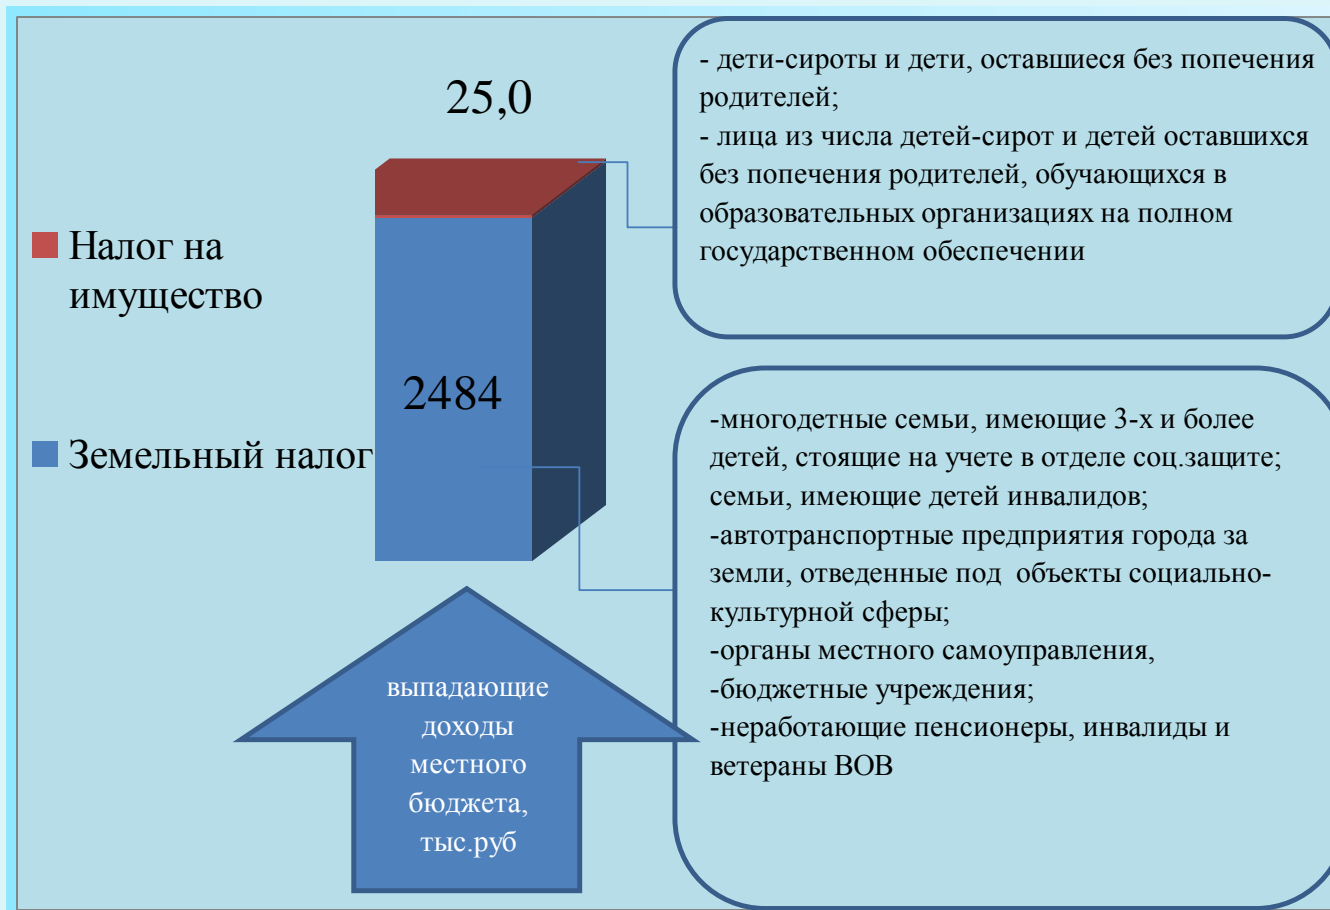 25,0
Налог на
имущество
2484
Земельный налог
- дети-сироты и дети, оставшиеся без попечения
родителей;
- лица из числа детей-сирот и детей оставшихся
без попечения родителей, обучающихся в
образовательных организациях на полном
государственном обеспечении
-многодетные семьи, имеющие 3-х и более
детей, стоящие на учете в отделе соц.защите;
семьи, имеющие детей инвалидов;
-автотранспортные предприятия города за
земли, отведенные под объекты социально-
культурной сферы;
-органы местного самоуправления,
-бюджетные учреждения;
-неработающие пенсионеры, инвалиды и
ветераны ВОВ
выпадающие
доходы
местного
бюджета,
тыс.руб